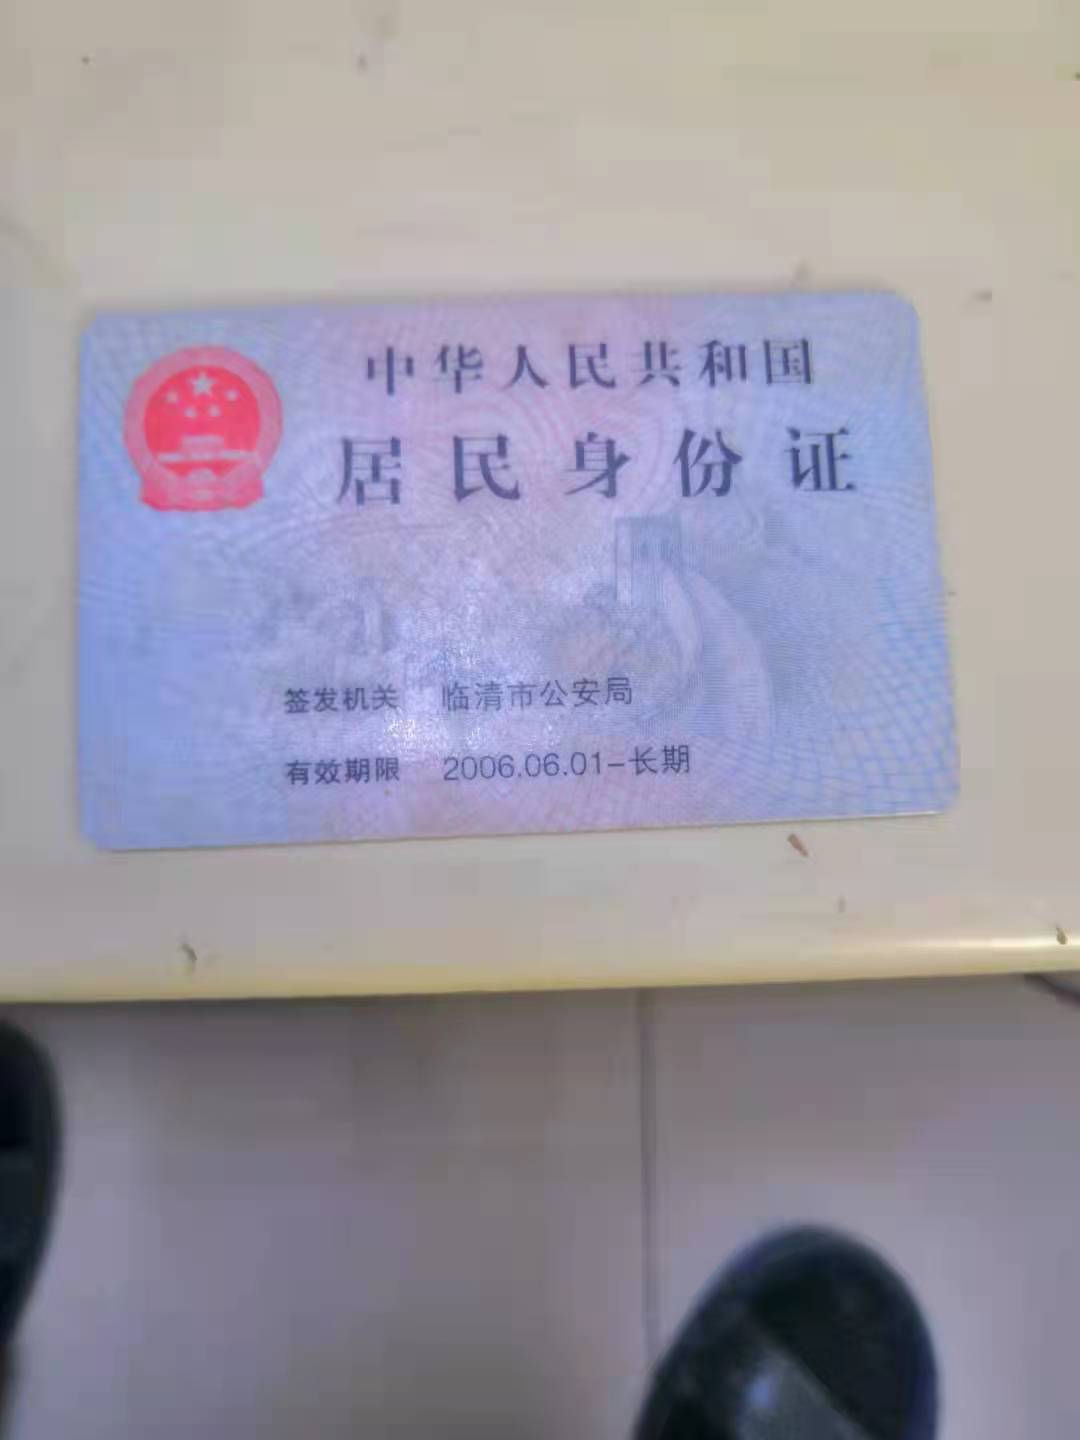 中华人民共和国
居民身份证
签发机关 临清市公安局
有效期限 2006.06.01-长期